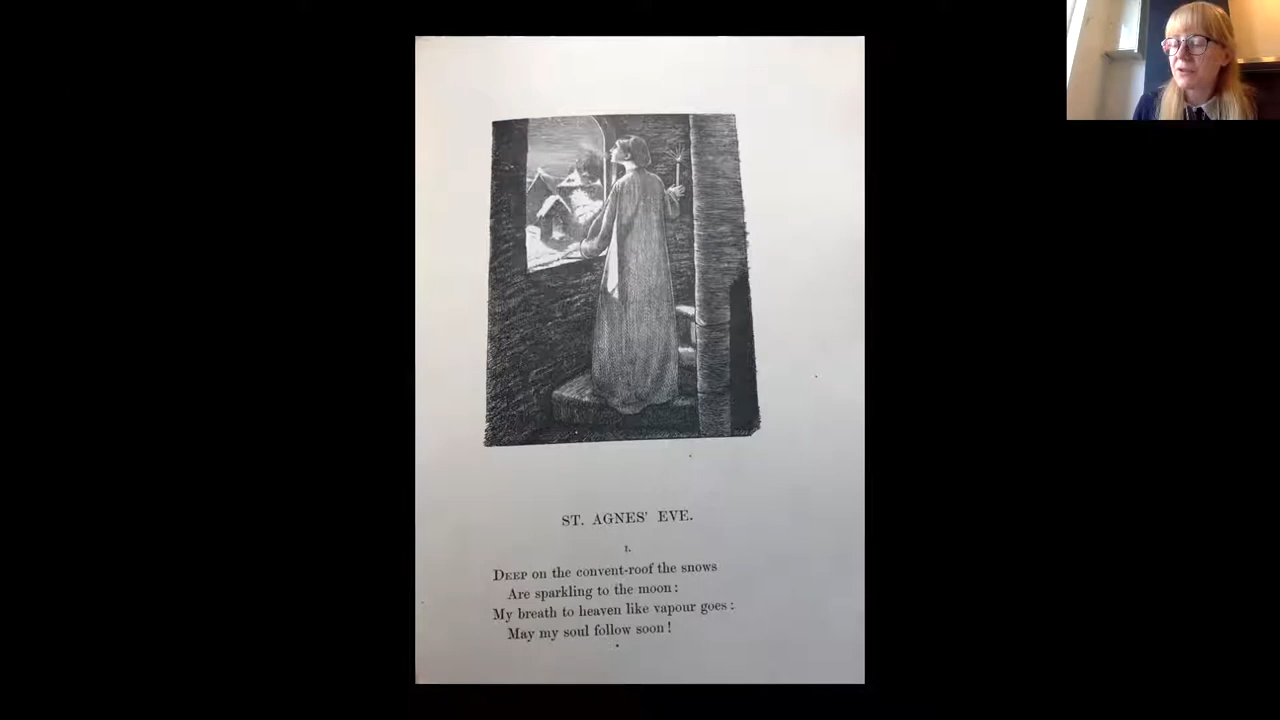 ST. AGNES' EVE.
I.
DEEP on the convent-roof the snows
Are sparkling to the moon:
My breath to heaven like vapour goes:
May my soul follow soon!